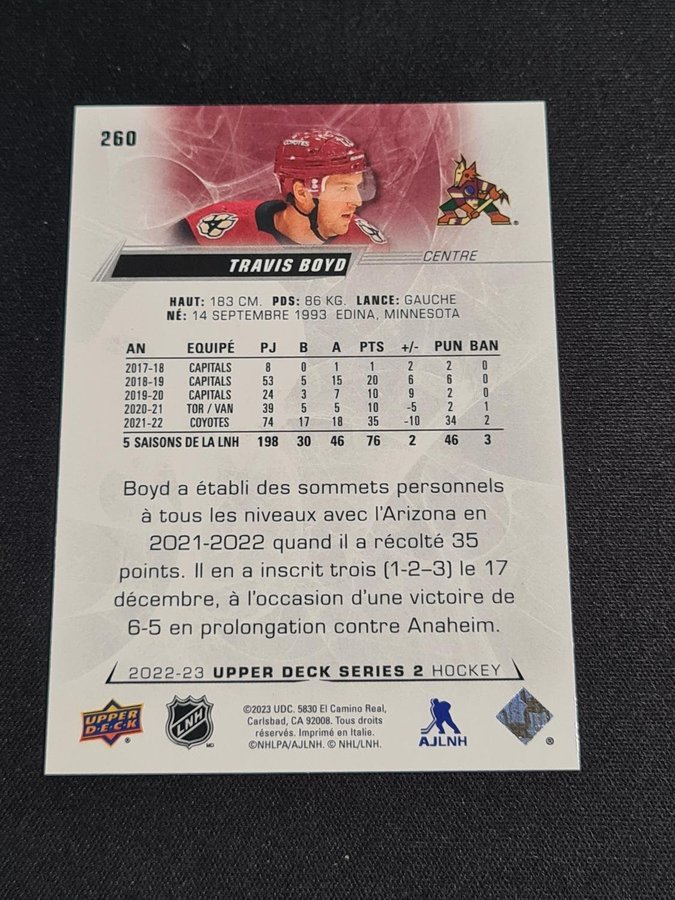 260
COYOTES
TRAVIS BOYD
CENTRE
HAUT: 183 CM. PDS: 86 KG. LANCE: GAUCHE
NÉ: 14 SEPTEMBRE 1993 EDINA, MINNESOTA
AN EQUIPÉ PJ B A PTS +/- PUN BAN
2017-18 CAPITALS 8 0 1 1 2 2 0
2018-19 CAPITALS 53 5 15 20 6 6 0
2019-20 CAPITALS 24 3 7 10 9 2 0
2020-21 TOR / VAN 39 5 5 10 -5 2 1
2021-22 COYOTES 74 17 18 35 -10 34 2
5 SAISONS DE LA LNH 198 30 46 76 2 46 3
Boyd a établi des sommets personnels
à tous les niveaux avec l'Arizona en
2021-2022 quand il a récolté 35
points. Il en a inscrit trois (1-2–3) le 17
décembre, à l'occasion d'une victoire de
6-5 en prolongation contre Anaheim.
2022-23 UPPER DECK SERIES 2 HOCKEY
UPPER DECK ®
LNH MD
©2023 UDC. 5830 El Camino Real,
Carlsbad, CA 92008. Tous droits
réservés. Imprimé en Italie.
©NHLPA/AJLNH. © NHL/LNH.
AJLNH
®